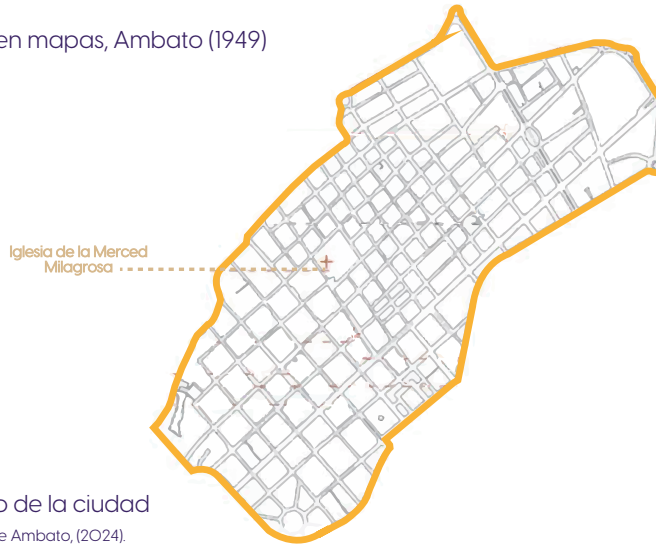 en mapas, Ambato (1949)
Iglesia de la Merced
Milagrosa
o de la ciudad
e Ambato, (2024).